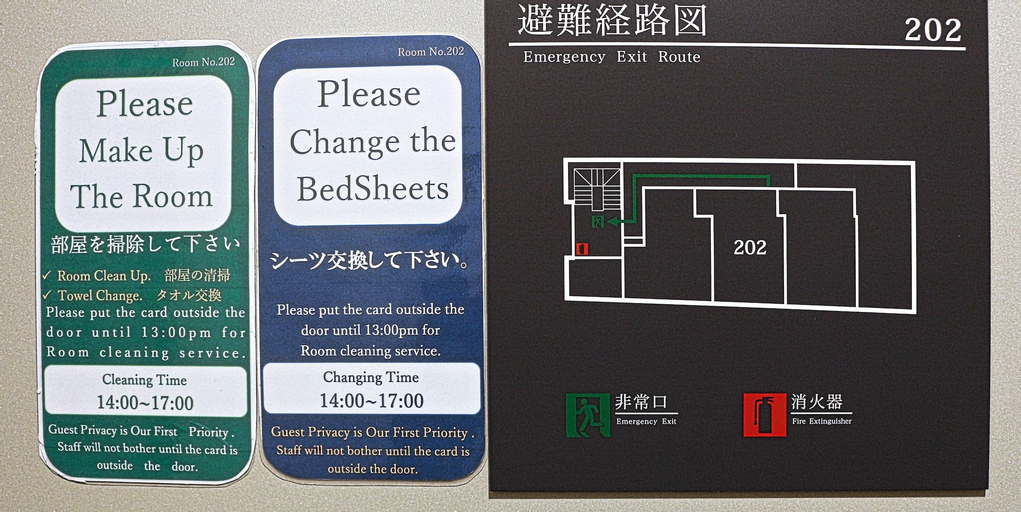 Room No.202
Please
Make Up
The Room
部屋を掃除して下さい
✓ Room Clean Up. 部屋の清掃
✓ Towel Change. タオル交換
Please put the card outside the
door until 13:00pm for
Room cleaning service.
Cleaning Time
14:00~17:00
Guest Privacy is Our First Priority .
Staff will not bother until the card is
outside the door.
Room No.202
Please
Change the
BedSheets
シーツ交換して下さい。
Please put the card outside the
door until 13:00pm for
Room cleaning service.
Changing Time
14:00~17:00
Guest Privacy is Our First Priority .
Staff will not bother until the card is
outside the door.
避難経路図
202
Emergency Exit Route
202
非常口
Emergency Exit
消火器
Fire Extinguisher